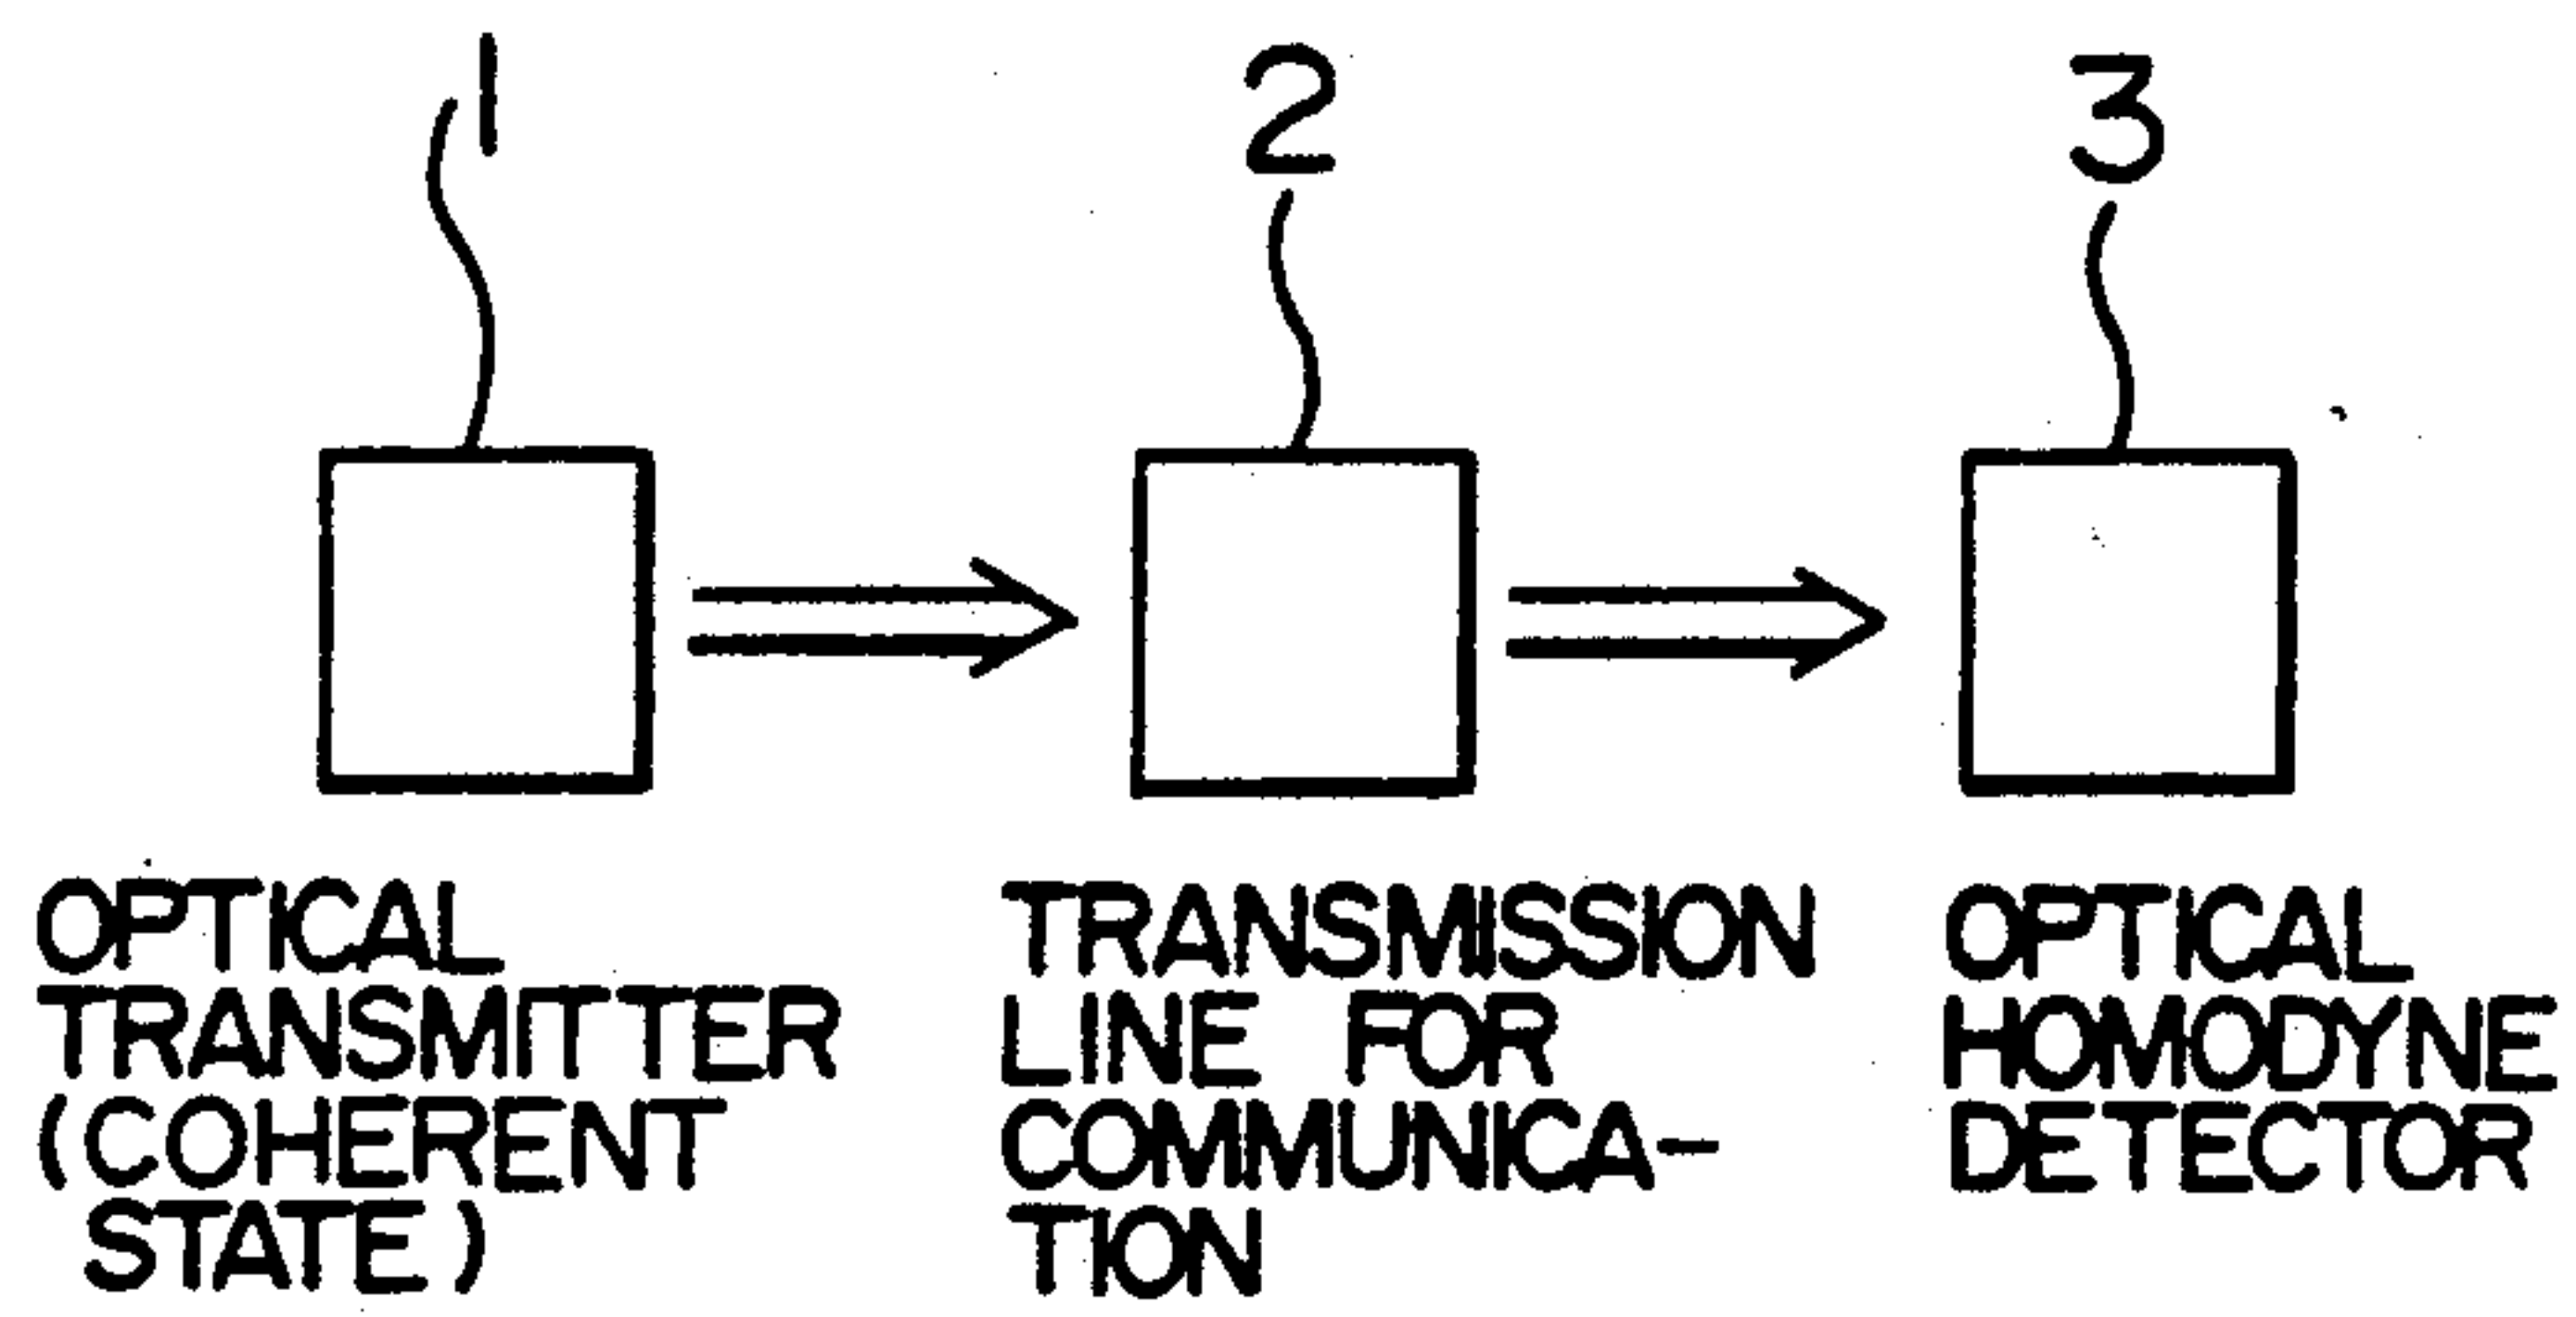 1
2
3
OPTICAL
TRANSMITTER
(COHERENT
STATE)
TRANSMISSION
LINE FOR
COMMUNICA-
TION
OPTICAL
HOMODYNE
DETECTOR